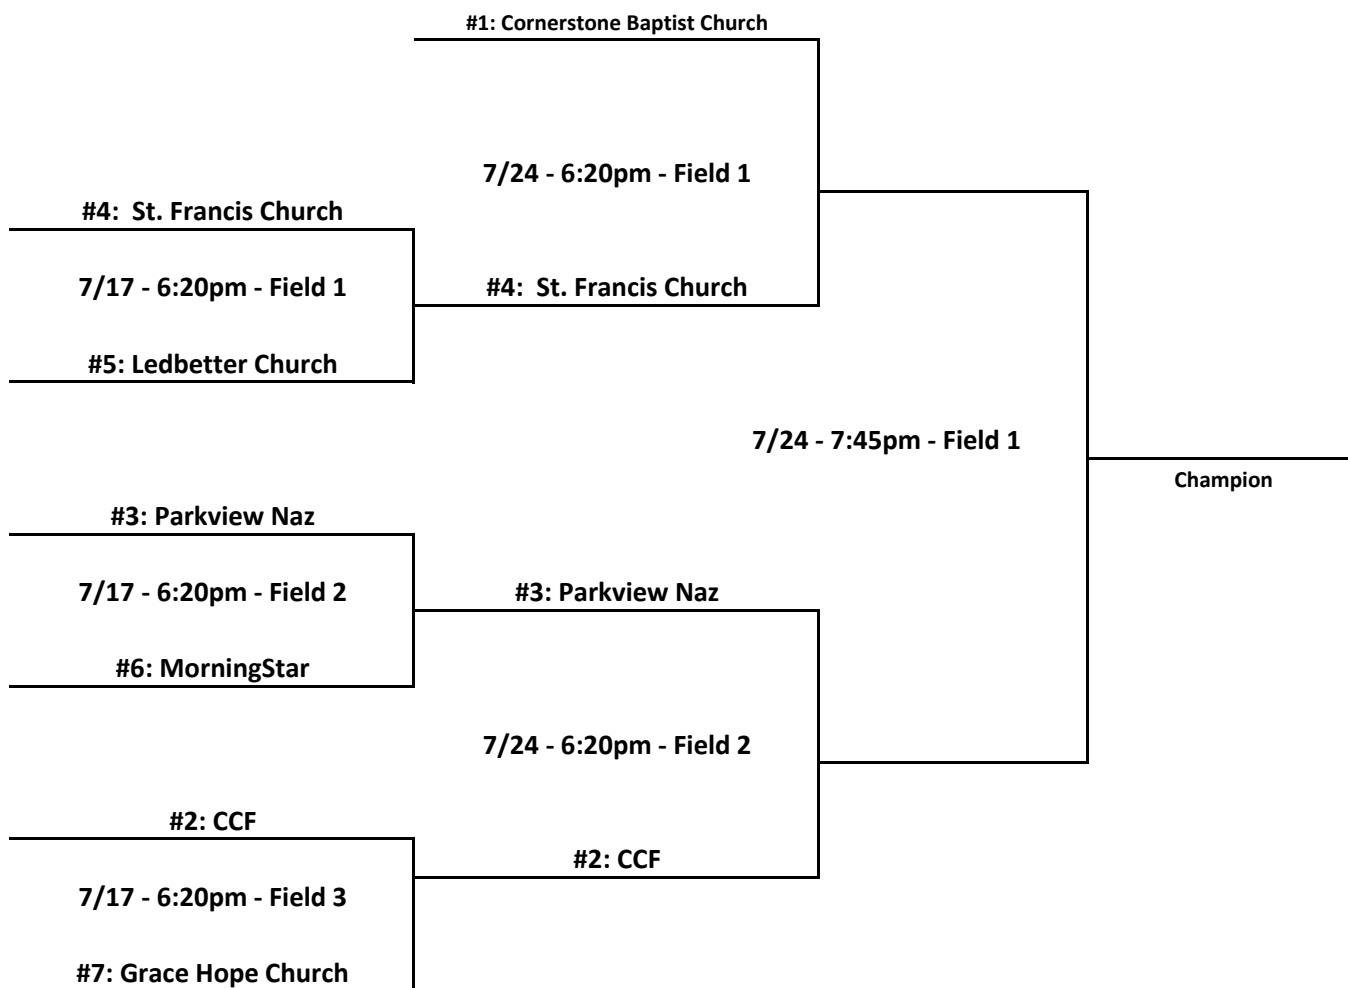 #1: Cornerstone Baptist Church
7/24 - 6:20pm - Field 1
#4:  St. Francis Church
7/17 - 6:20pm - Field 1
#4:  St. Francis Church
#5: Ledbetter Church
7/24 - 7:45pm - Field 1
Champion
#3: Parkview Naz
7/17 - 6:20pm - Field 2
#3: Parkview Naz
#6: MorningStar
7/24 - 6:20pm - Field 2
#2: CCF
#2: CCF
7/17 - 6:20pm - Field 3
#7: Grace Hope Church